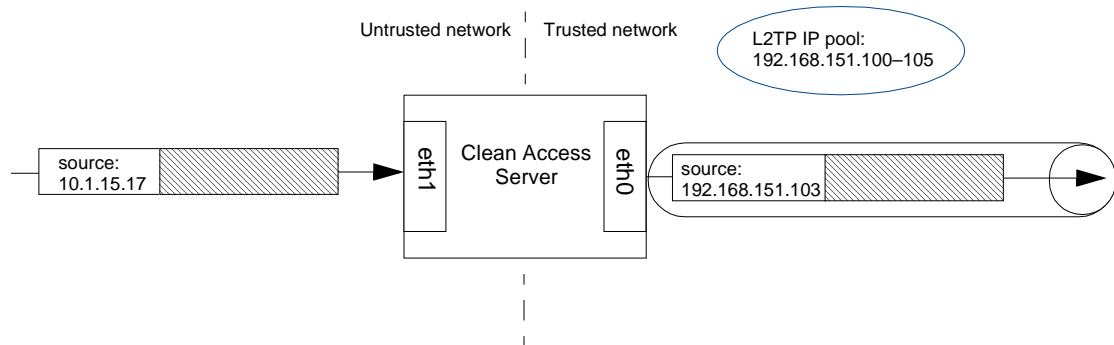 Untrusted network
Trusted network
L2TP IP pool:
192.168.151.100–105
source:
10.1.15.17
eth1
Clean Access
Server
eth0
source:
192.168.151.103